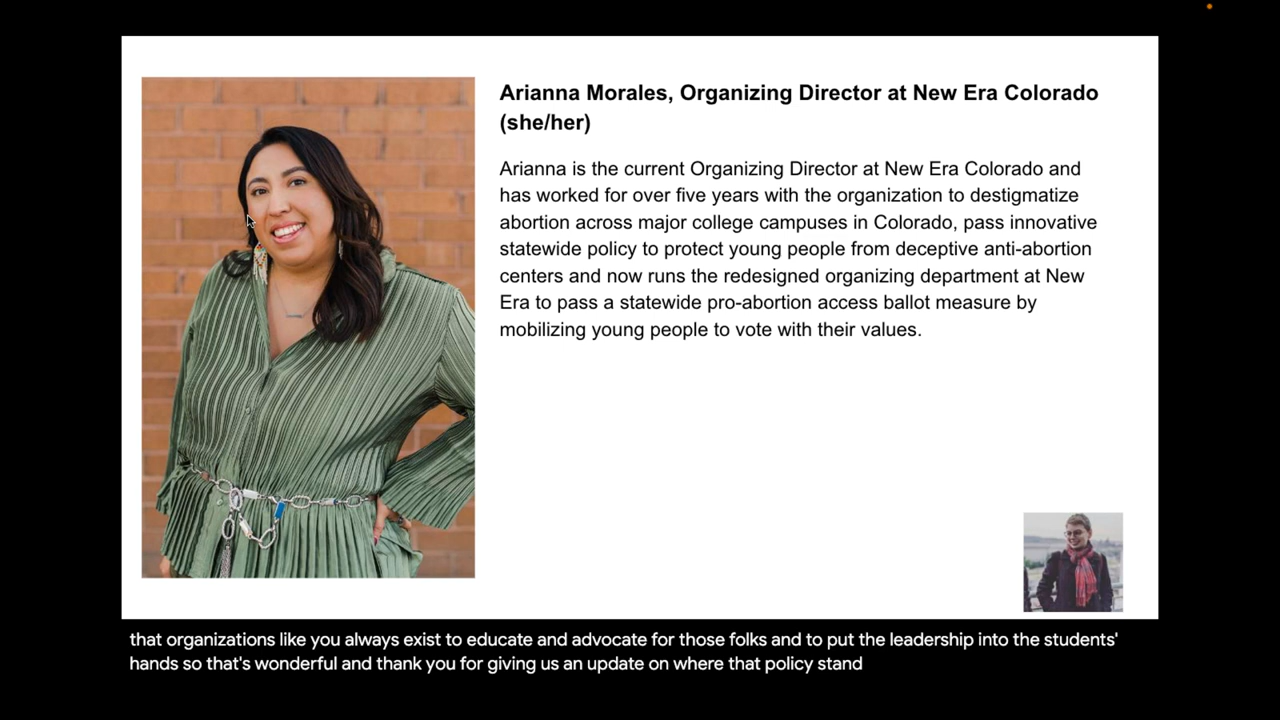 Arianna Morales, Organizing Director at New Era Colorado
(she/her)
Arianna is the current Organizing Director at New Era Colorado and
has worked for over five years with the organization to destigmatize
abortion across major college campuses in Colorado, pass innovative
statewide policy to protect young people from deceptive anti-abortion
centers and now runs the redesigned organizing department at New
Era to pass a statewide pro-abortion access ballot measure by
mobilizing young people to vote with their values.
that organizations like you always exist to educate and advocate for those folks and to put the leadership into the students'
hands so that's wonderful and thank you for giving us an update on where that policy stand